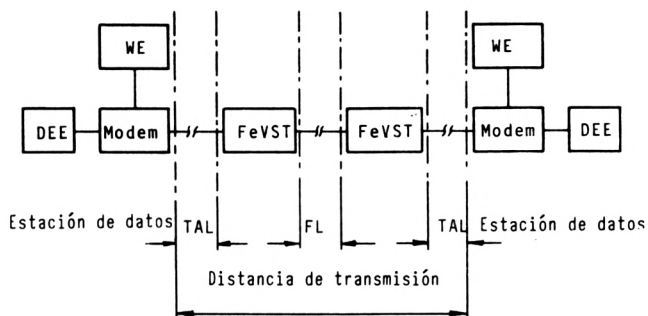 WE WE
DEE Modem FeVST FeVST Modem DEE
Estación de datos TAL FL TAL Estación de datos
Distancia de transmisión